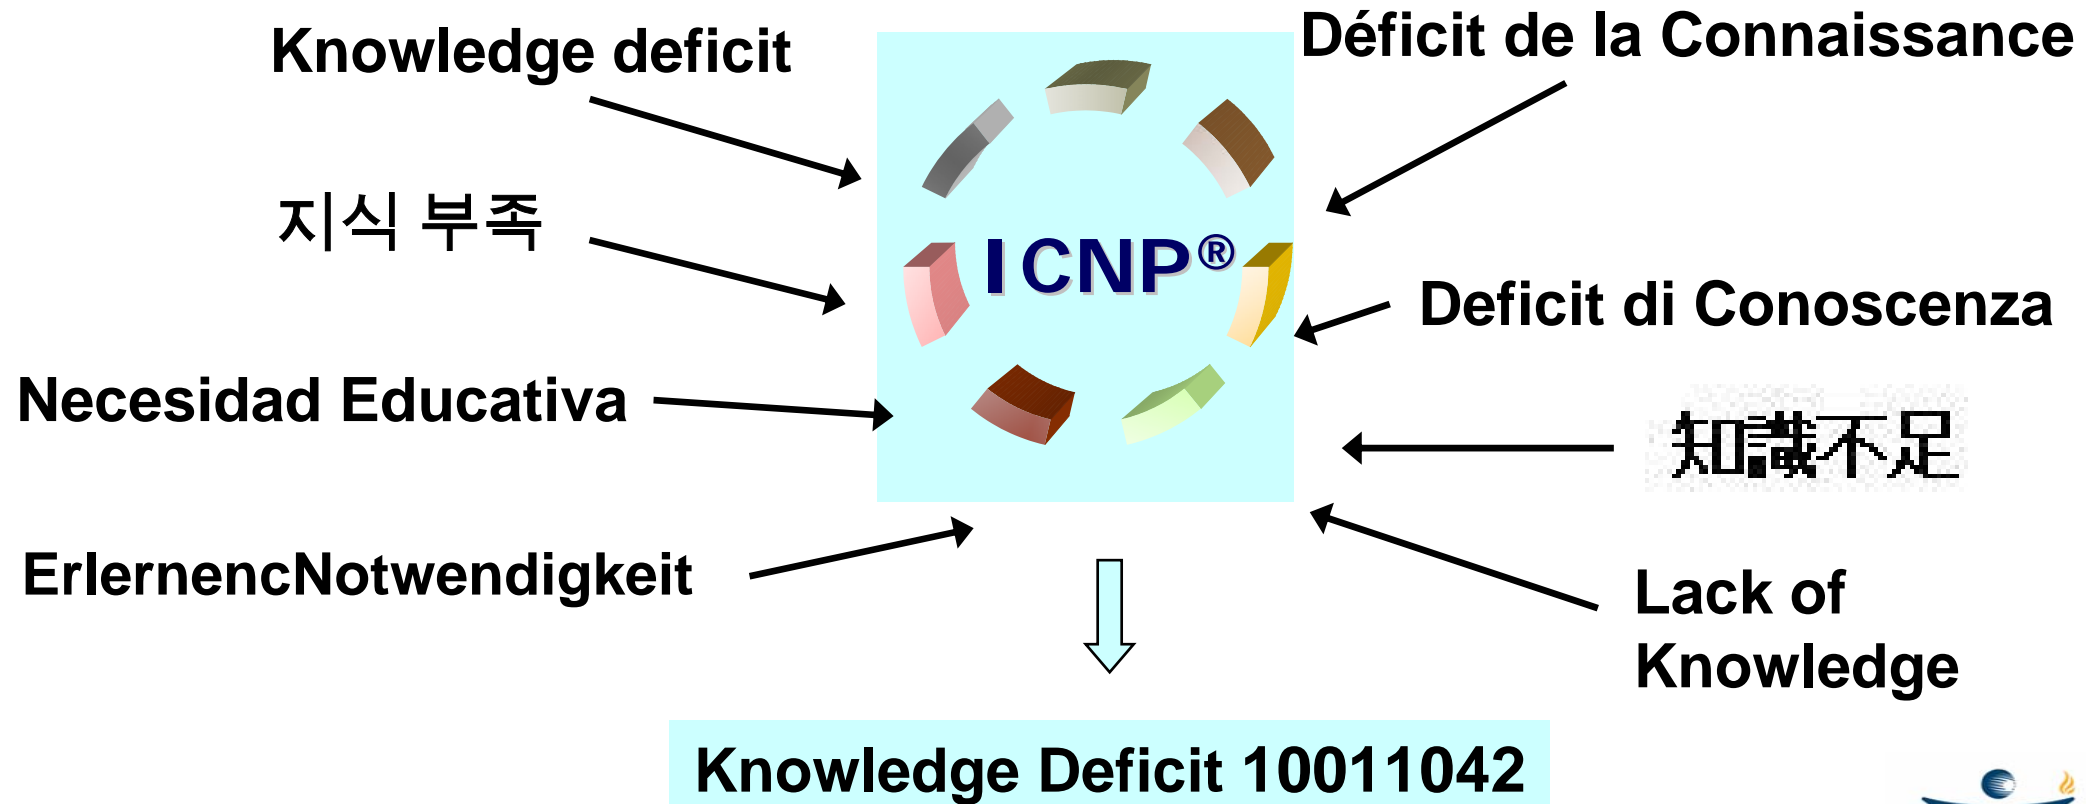 Knowledge deficit
Déficit de la Connaissance
지식 부족
ICNP®
Deficit di Conoscenza
Necesidad Educativa
知識不足
ErlernencNotwendigkeit
Lack of
Knowledge
Knowledge Deficit 10011042